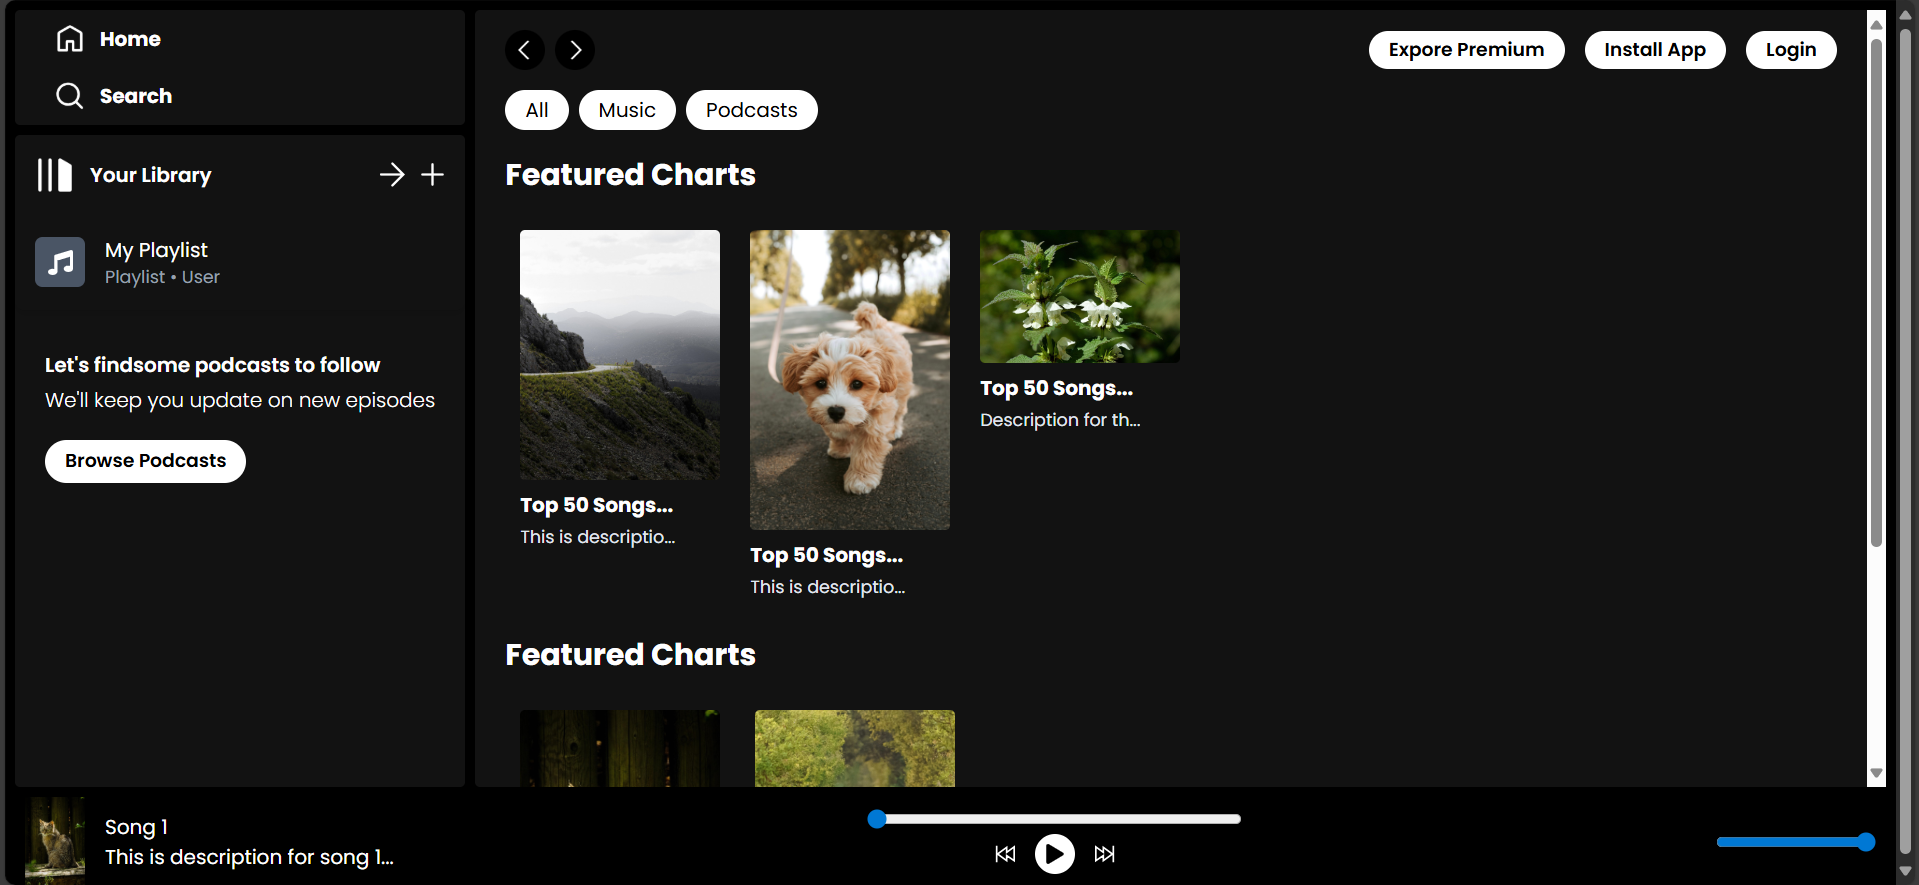 Home
Search
Your Library
My Playlist
Playlist • User
Let's findsome podcasts to follow
We'll keep you update on new episodes
Browse Podcasts
Expore Premium
Install App
Login
All
Music
Podcasts
Featured Charts
Top 50 Songs...
This is descriptio...
Top 50 Songs...
This is descriptio...
Top 50 Songs...
Description for th...
Featured Charts
Song 1
This is description for song 1...